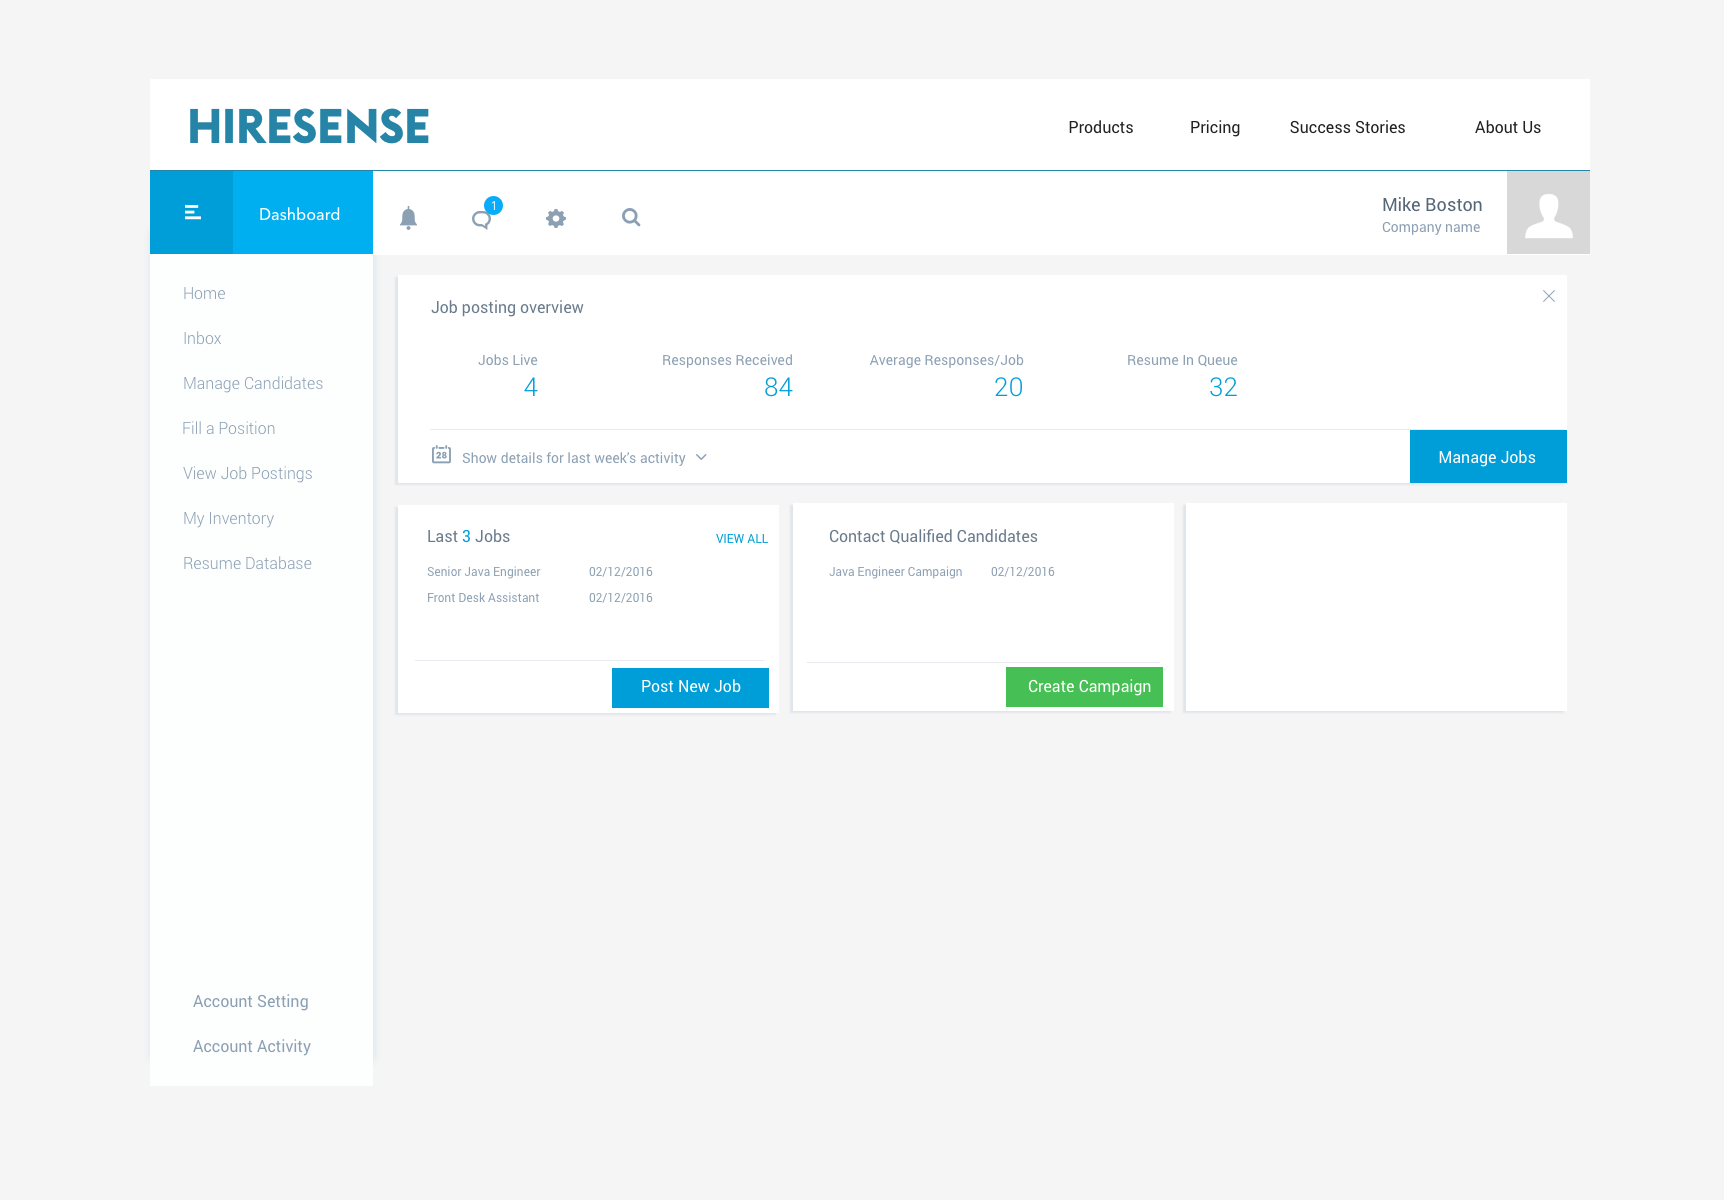 HIRESENSE
Products Pricing Success Stories About Us
Dashboard
1
Mike Boston
Company name
Home
Inbox
Manage Candidates
Fill a Position
View Job Postings
My Inventory
Resume Database
Account Setting
Account Activity
Job posting overview
Jobs Live Responses Received Average Responses/Job Resume In Queue
4 84 20 32
28 Show details for last week's activity
Manage Jobs
Last 3 Jobs VIEW ALL
Senior Java Engineer 02/12/2016
Front Desk Assistant 02/12/2016
Post New Job
Contact Qualified Candidates
Java Engineer Campaign 02/12/2016
Create Campaign